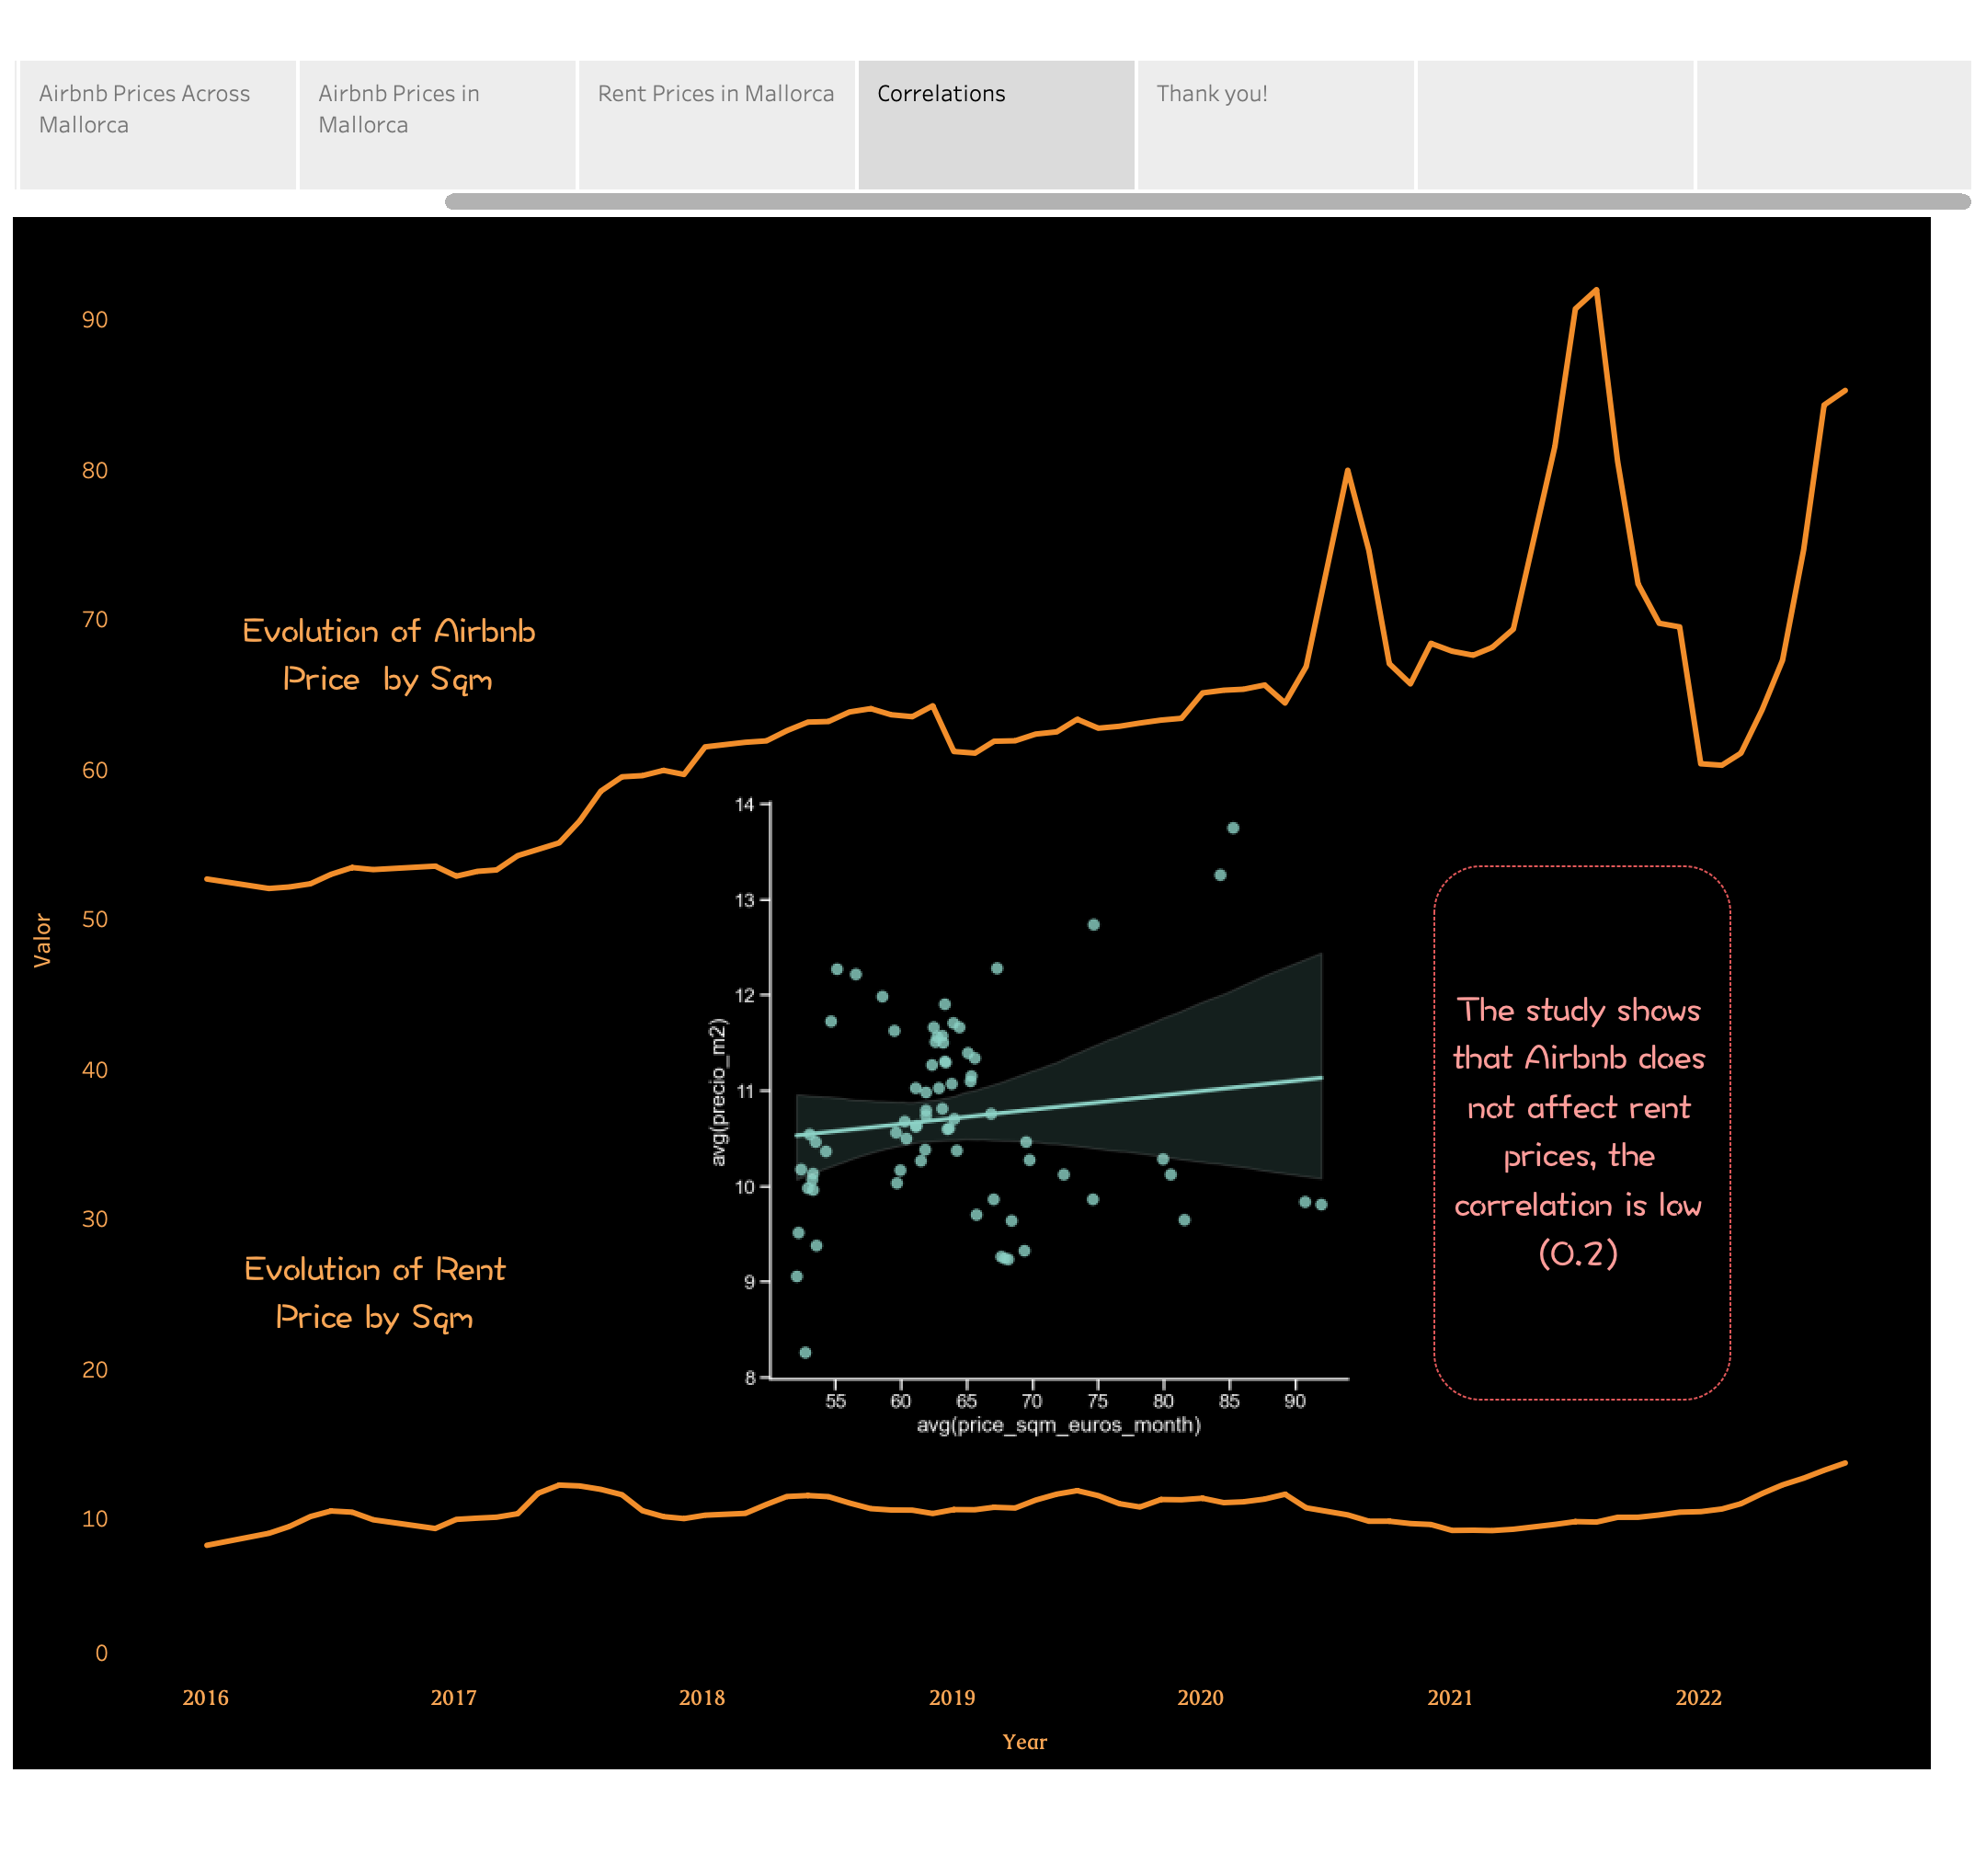 Airbnb Prices Across
Mallorca
Airbnb Prices in
Mallorca
Rent Prices in Mallorca
Correlations
Thank you!
90
80
70
60
50
40
30
20
10
0
Valor
Evolution of Airbnb
Price by Sqm
Evolution of Rent
Price by Sqm
14
13
12
11
10
9
8
avg(precio_m2)
55 60 65 70 75 80 85 90
avg(price_sqm_euros_month)
The study shows
that Airbnb does
not affect rent
prices, the
correlation is low
(0.2)
2016 2017 2018 2019 2020 2021 2022
Year